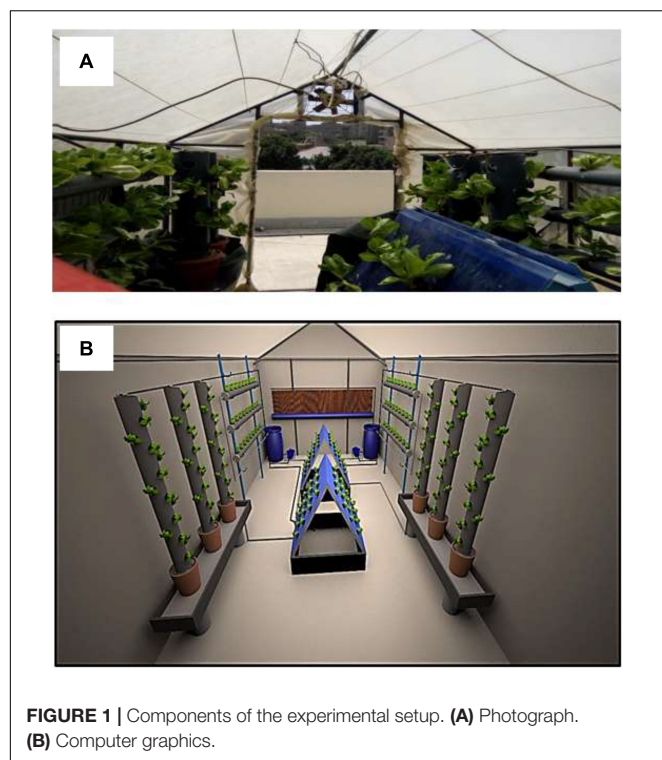 A
B
FIGURE 1 | Components of the experimental setup. (A) Photograph.
(B) Computer graphics.